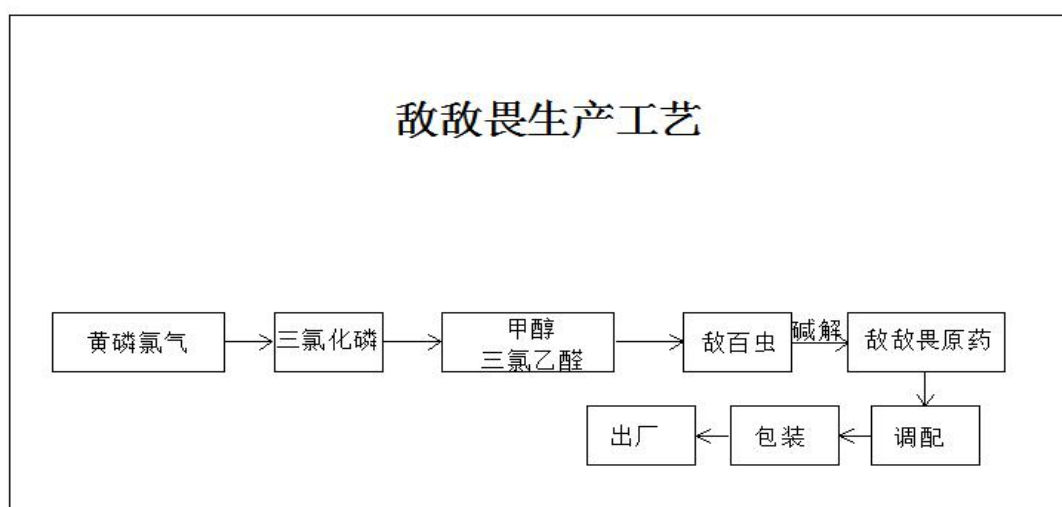 敌敌畏生产工艺
黄磷氯气
三氯化磷
甲醇
三氯乙醛
敌百虫
碱解
敌敌畏原药
出厂
包装
调配